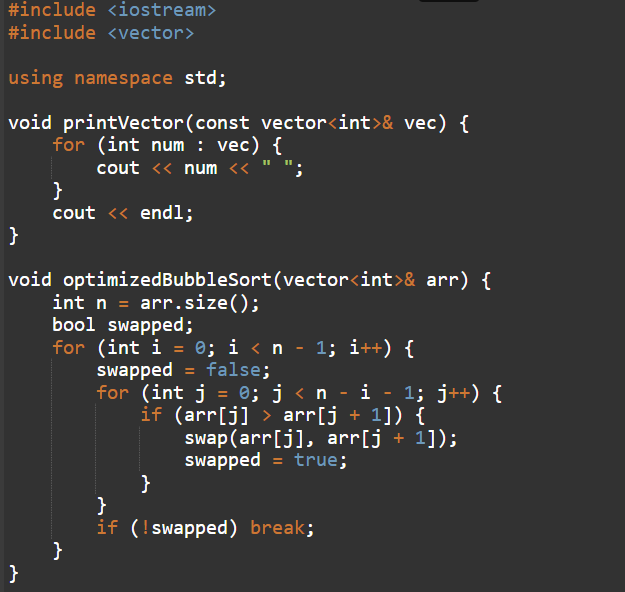 #include <iostream>
#include <vector>

using namespace std;

void printVector(const vector<int>& vec) {
    for (int num : vec) {
        cout << num << " ";
    }
    cout << endl;
}

void optimizedBubbleSort(vector<int>& arr) {
    int n = arr.size();
    bool swapped;
    for (int i = 0; i < n - 1; i++) {
        swapped = false;
        for (int j = 0; j < n - i - 1; j++) {
            if (arr[j] > arr[j + 1]) {
                swap(arr[j], arr[j + 1]);
                swapped = true;
            }
        }
        if (!swapped) break;
    }
}